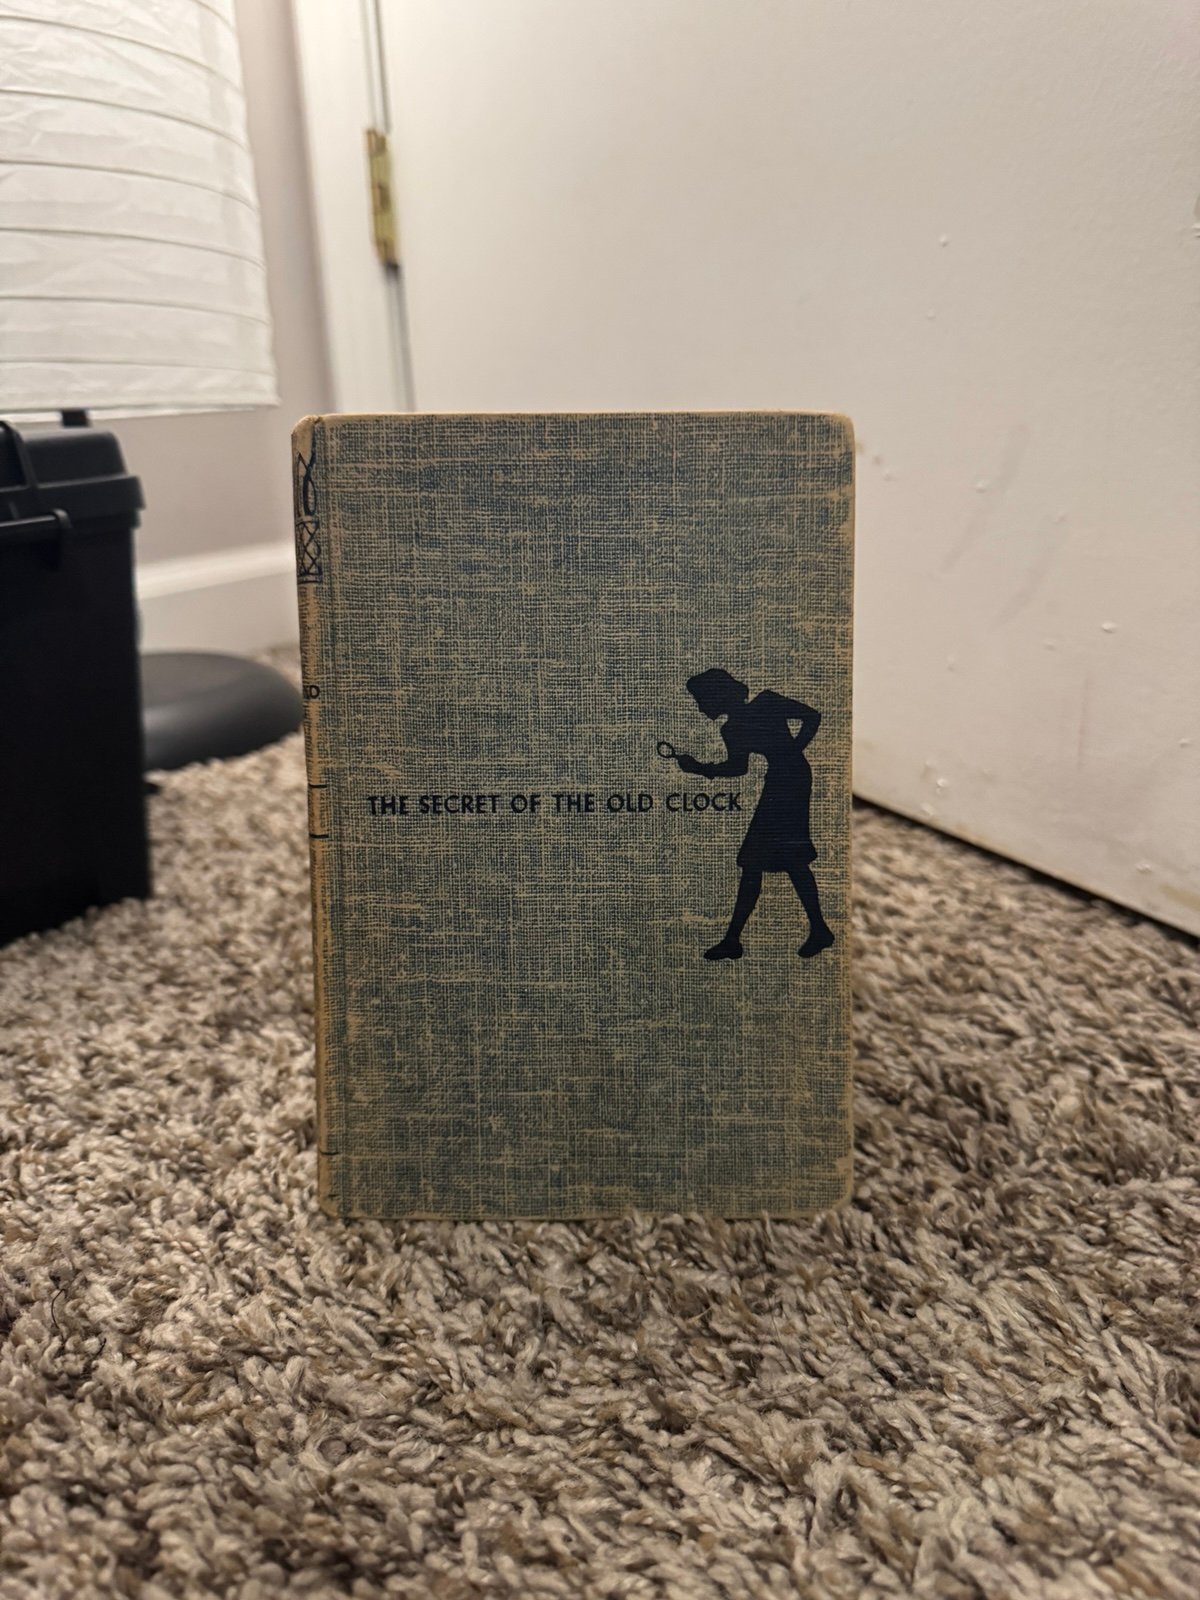 THE SECRET OF THE OLD CLOCK